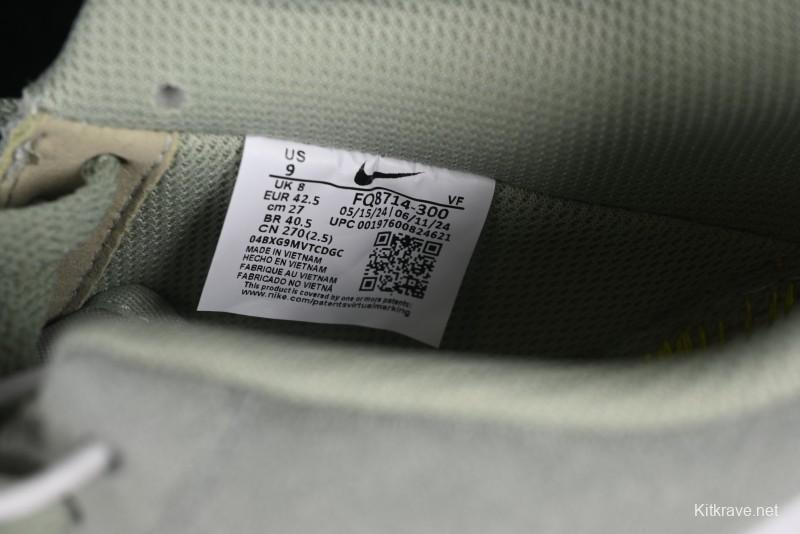 US
9
UK 8
EUR 42.5
cm 27
BR 40.5
CN 270(2.5)
04BXG9MVTCDGC
MADE IN VIETNAM
HECHO EN VIETNAM
FABRIQUE AU VIETNAM
FABRICADO NO VIETNÃ
This product is covered by one or more patents see
www.nike.com/patentsvirtualmarking
FQ8714-300 VF
05/15/24 | 06/11/24
UPC 00197600824621
Kitkrave.net